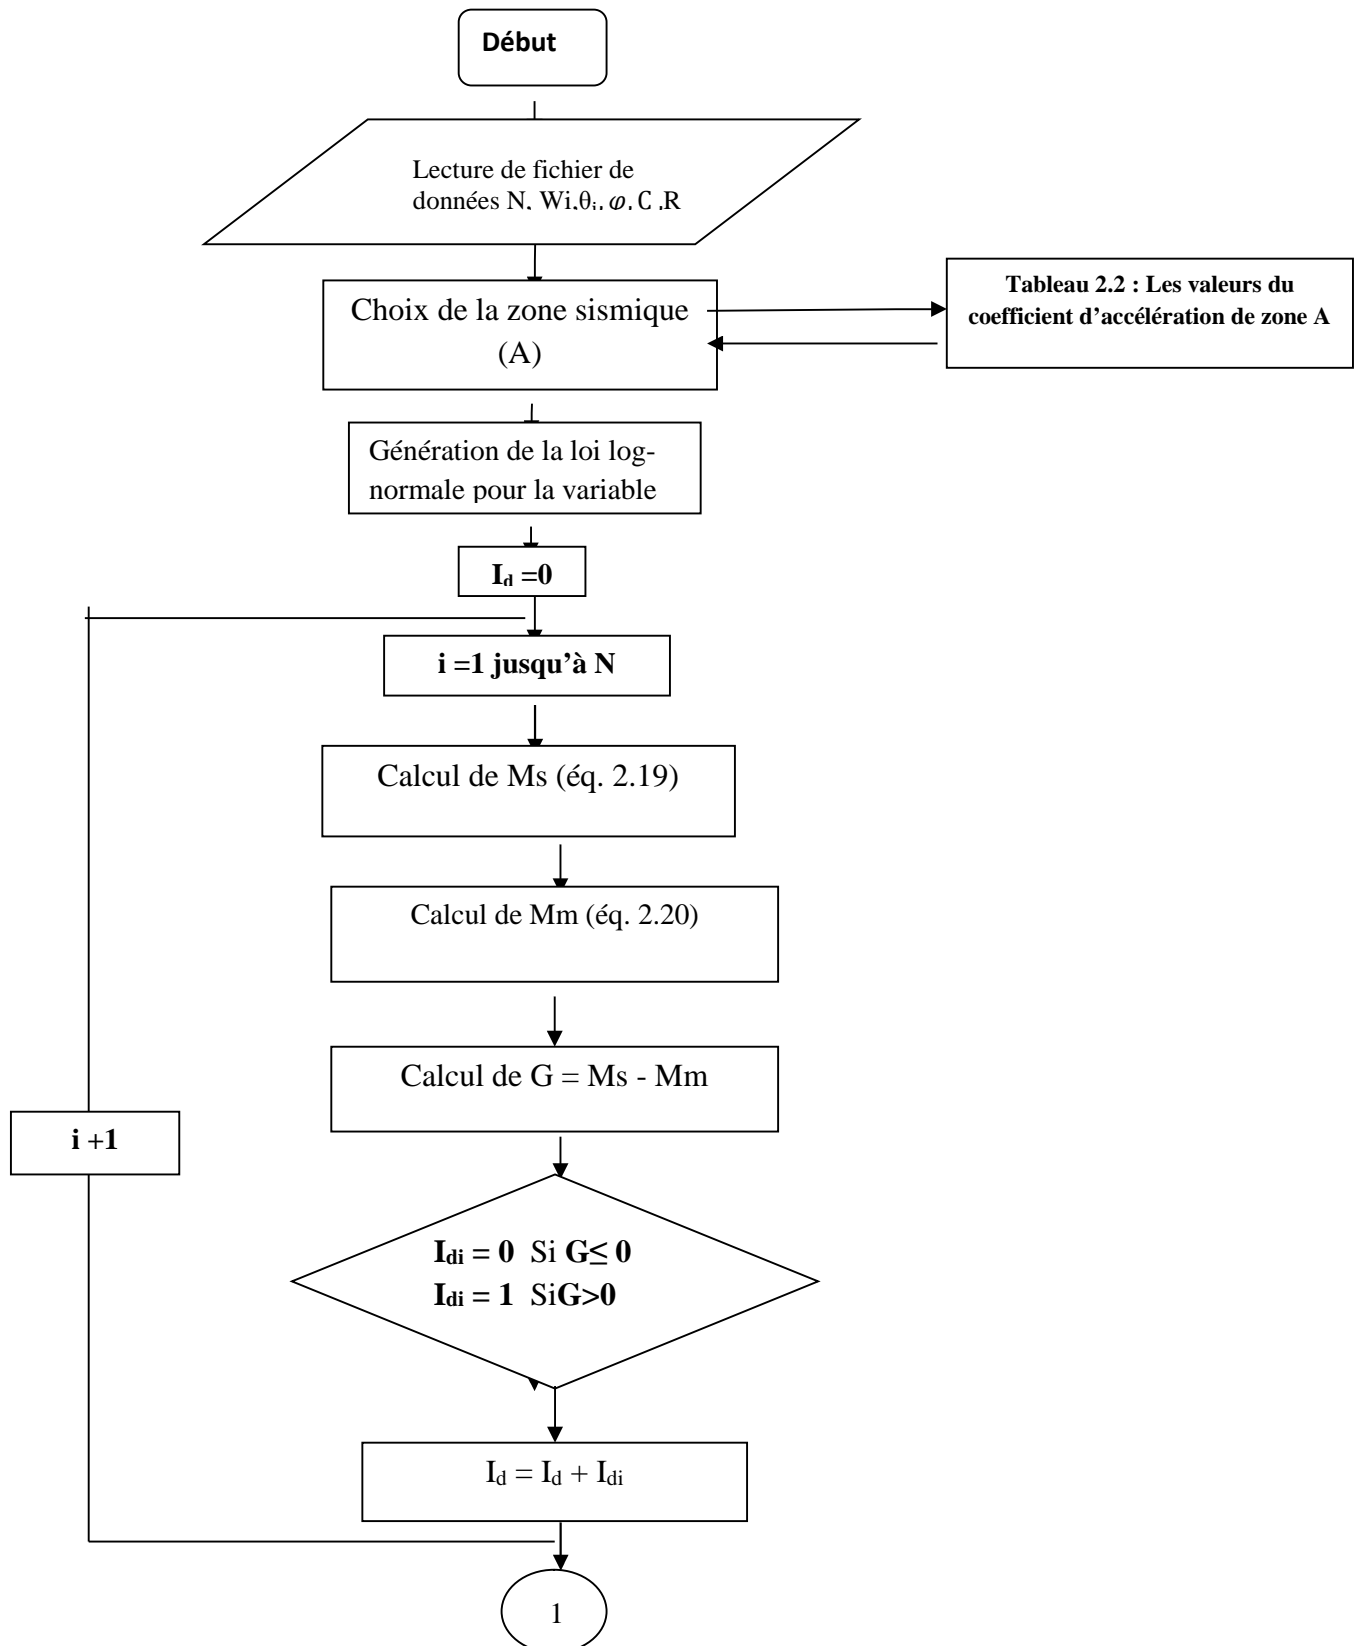 Début
Lecture de fichier de
données N, Wi,θi, φ, C ,R
Choix de la zone sismique
(A)
Tableau 2.2 : Les valeurs du
coefficient d’accélération de zone A
Génération de la loi log-
normale pour la variable
Id =0
i =1 jusqu’à N
Calcul de Ms (éq. 2.19)
Calcul de Mm (éq. 2.20)
Calcul de G = Ms - Mm
i +1
Idi = 0 Si G≤ 0
Idi = 1 SiG>0
Id = Id + Idi
1